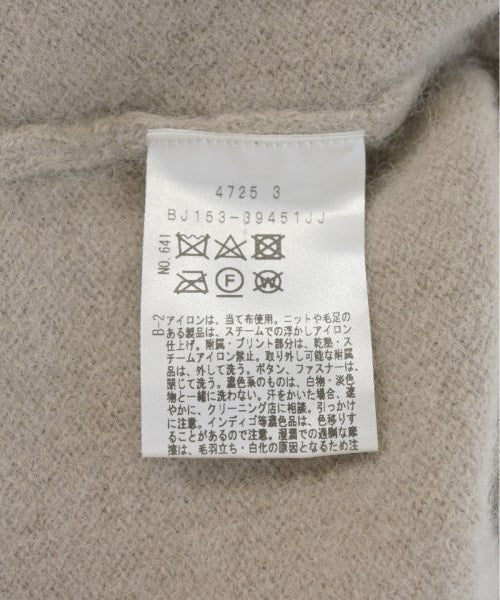 4725 3
BJ153-89451JJ
NO.641
F
W
B-2
アイロンは、当て布使用。ニットや毛足の
ある製品は、スチームでの浮かしアイロン
仕上げ。附属・プリント部分は、乾熱・ス
チームアイロン禁止。取り外し可能な附属
品は、外して洗う。ボタン、ファスナーは、
閉じて洗う。濃色系のものは、白物・淡色
物と一緒に洗わない。汗をかいた場合、速
やかに、クリーニング店に相談。引っかけ
に注意。インディゴ等濃色品は、色移りす
ることがあるので注意。湿潤での過剰な摩
擦は、毛羽立ち・白化の原因となるため注